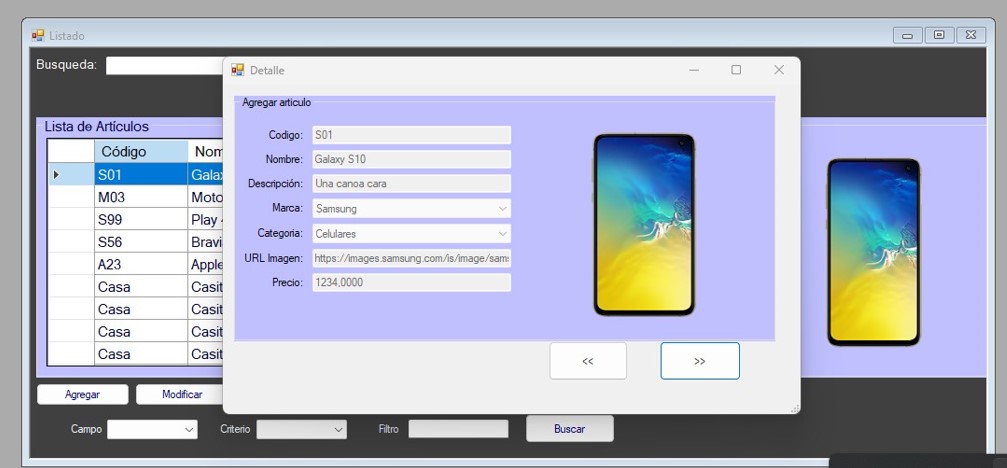 Listado
Busqueda:
Detalle
Agregar articulo
Codigo: S01
Nombre: Galaxy S10
Descripción: Una canoa cara
Marca: Samsung
Categoria: Celulares
URL Imagen: https://images.samsung.com/is/image/sam
Precio: 1234,0000
<< >>
Lista de Artículos
Código Nom
S01 Gala
M03 Moto
S99 Play
S56 Bravi
A23 Apple
Casa Casit
Casa Casit
Casa Casit
Casa Casit
Agregar Modificar
Campo Criterio Filtro Buscar